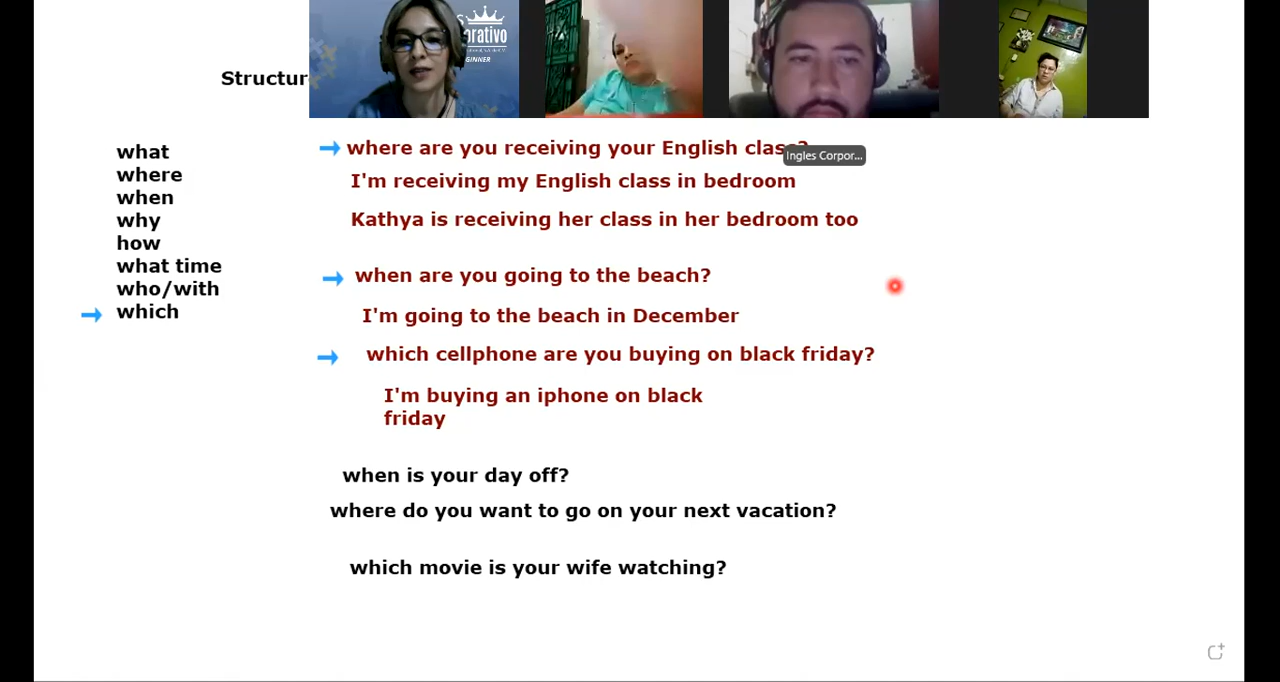 Structur
orativo
GINNER
what
where
when
why
how
what time
who/with
which
where are you receiving your English class?
Ingles Corpor...
I'm receiving my English class in bedroom
Kathya is receiving her class in her bedroom too
when are you going to the beach?
I'm going to the beach in December
which cellphone are you buying on black friday?
I'm buying an iphone on black
friday
when is your day off?
where do you want to go on your next vacation?
which movie is your wife watching?